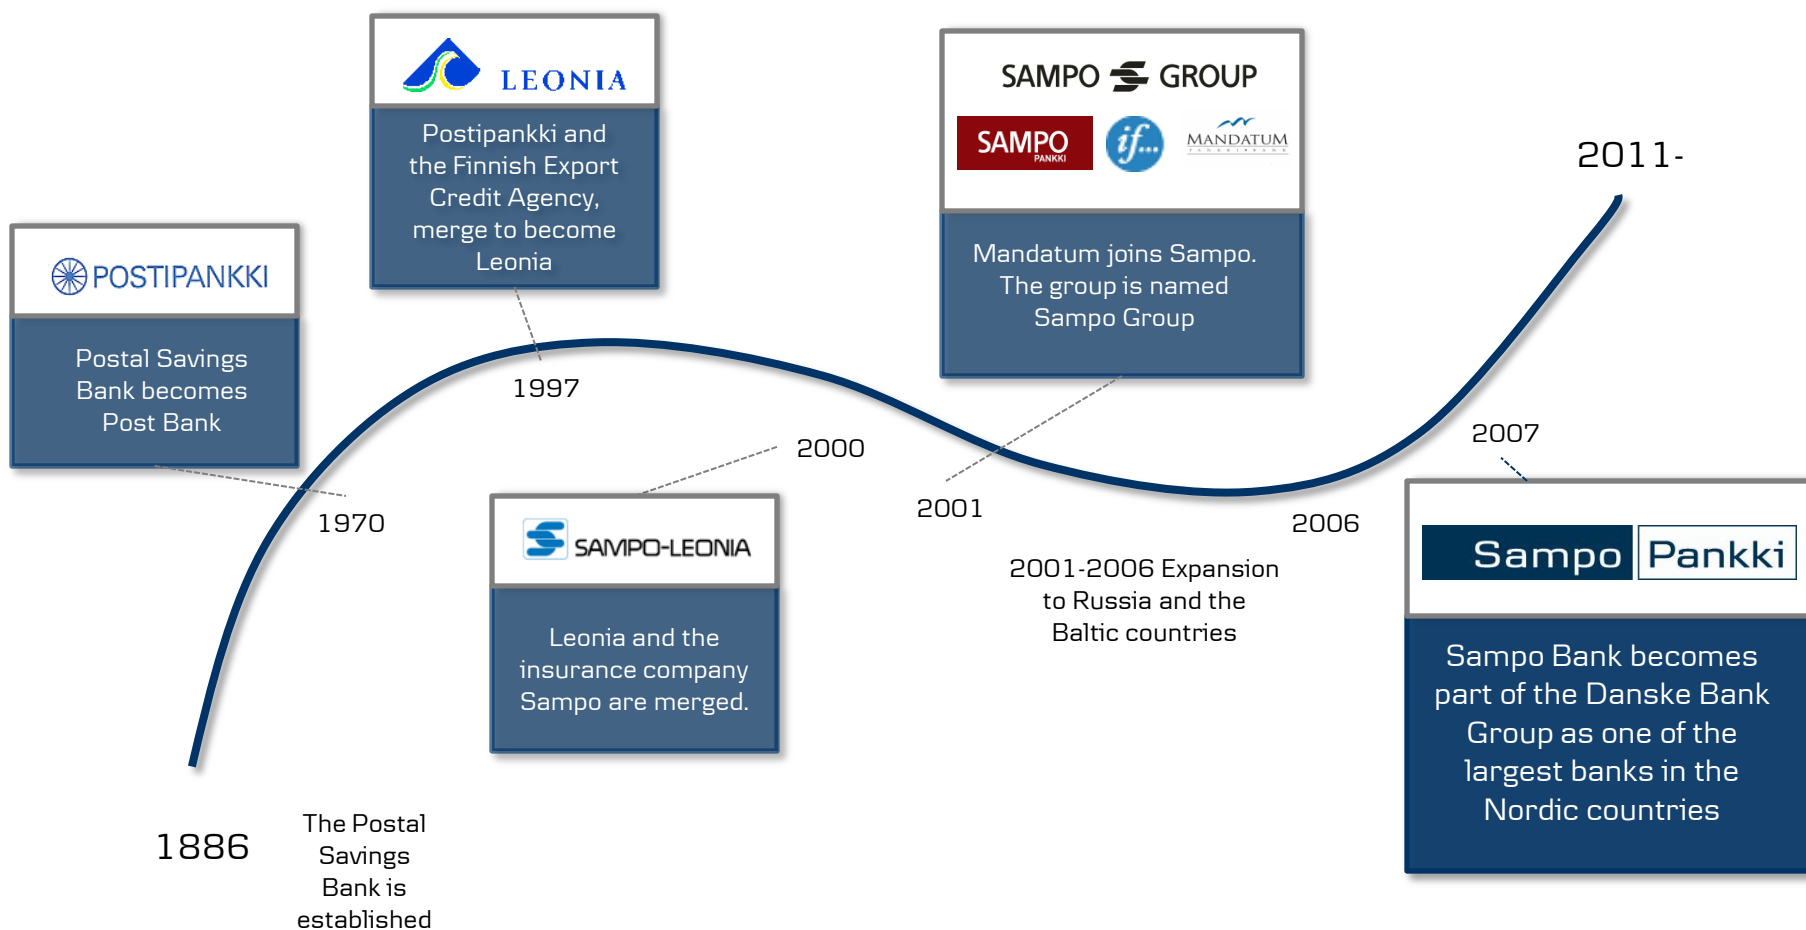 LEONIA
Postipankki and
the Finnish Export
Credit Agency,
merge to become
Leonia
1997
POSTIPANKKI
Postal Savings
Bank becomes
Post Bank
1970
1886
The Postal
Savings
Bank is
established
SAMPO-LEONIA
Leonia and the
insurance company
Sampo are merged.
2000
SAMPO GROUP
SAMPO
PANKKI
if...
MANDATUM
PANKKI • BANK
Mandatum joins Sampo.
The group is named
Sampo Group
2001
2001-2006 Expansion
to Russia and the
Baltic countries
2006
2011-
2007
Sampo Pankki
Sampo Bank becomes
part of the Danske Bank
Group as one of the
largest banks in the
Nordic countries